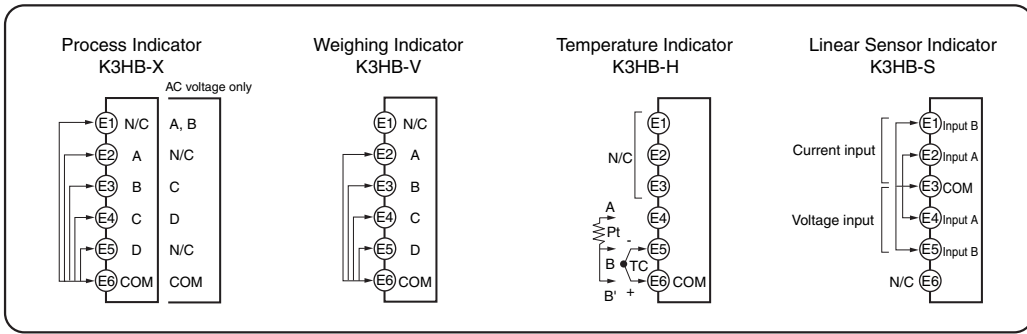 Process Indicator
K3HB-X
AC voltage only
E1 N/C A, B
E2 A N/C
E3 B C
E4 C D
E5 D N/C
E6 COM COM
Weighing Indicator
K3HB-V
E1 N/C
E2 A
E3 B
E4 C
E5 D
E6 COM
Temperature Indicator
K3HB-H
E1
N/C E2
E3
A E4
Pt
- E5
B TC
B' + E6 COM
Linear Sensor Indicator
K3HB-S
E1 Input B
Current input E2 Input A
E3 COM
Voltage input E4 Input A
E5 Input B
N/C E6